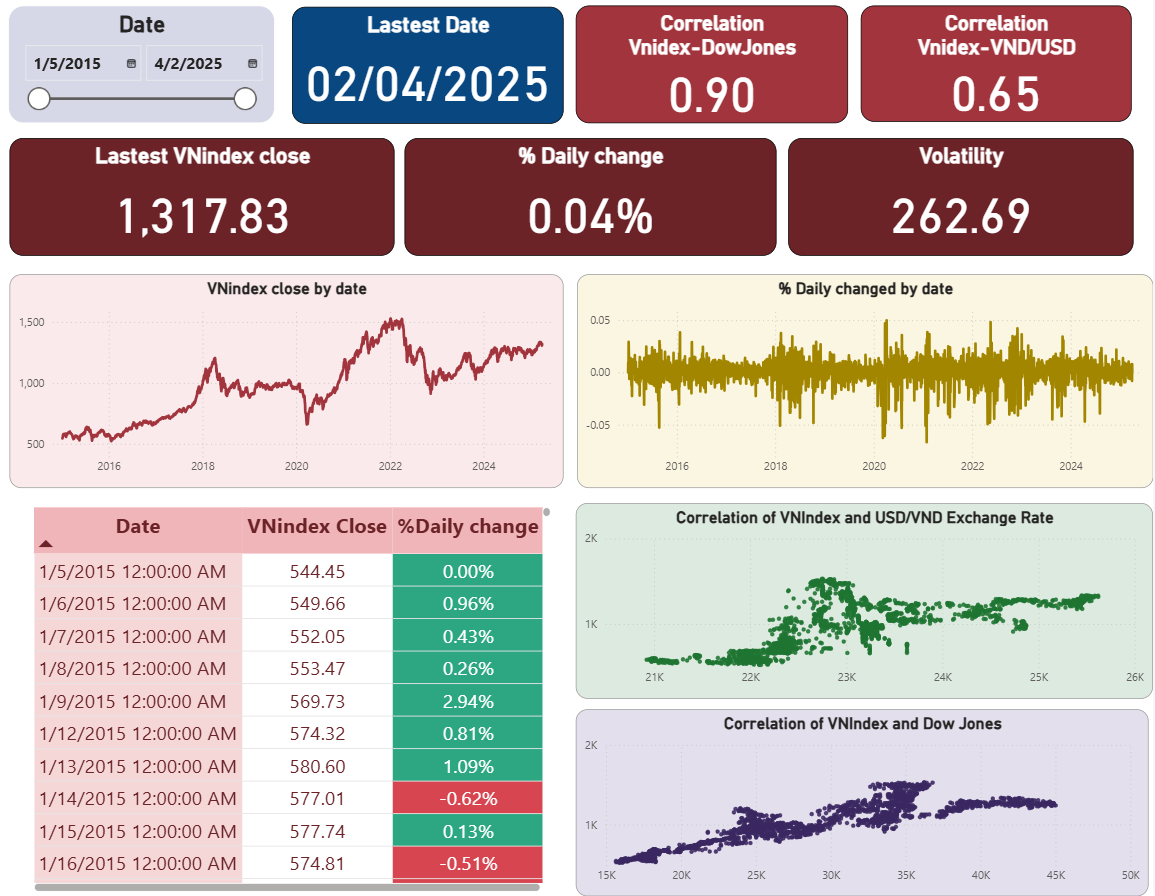 Date
1/5/2015
4/2/2025
Lastest Date
02/04/2025
Correlation
Vnidex-DowJones
0.90
Correlation
Vnidex-VND/USD
0.65
Lastest VNindex close
1,317.83
% Daily change
0.04%
Volatility
262.69
VNindex close by date
1,500
1,000
500
2016 2018 2020 2022 2024
% Daily changed by date
0.05
0.00
-0.05
2016 2018 2020 2022 2024
Date VNindex Close %Daily change
1/5/2015 12:00:00 AM 544.45 0.00%
1/6/2015 12:00:00 AM 549.66 0.96%
1/7/2015 12:00:00 AM 552.05 0.43%
1/8/2015 12:00:00 AM 553.47 0.26%
1/9/2015 12:00:00 AM 569.73 2.94%
1/12/2015 12:00:00 AM 574.32 0.81%
1/13/2015 12:00:00 AM 580.60 1.09%
1/14/2015 12:00:00 AM 577.01 -0.62%
1/15/2015 12:00:00 AM 577.74 0.13%
1/16/2015 12:00:00 AM 574.81 -0.51%
Correlation of VNIndex and USD/VND Exchange Rate
2K
1K
21K 22K 23K 24K 25K 26K
Correlation of VNIndex and Dow Jones
2K
1K
15K 20K 25K 30K 35K 40K 45K 50K